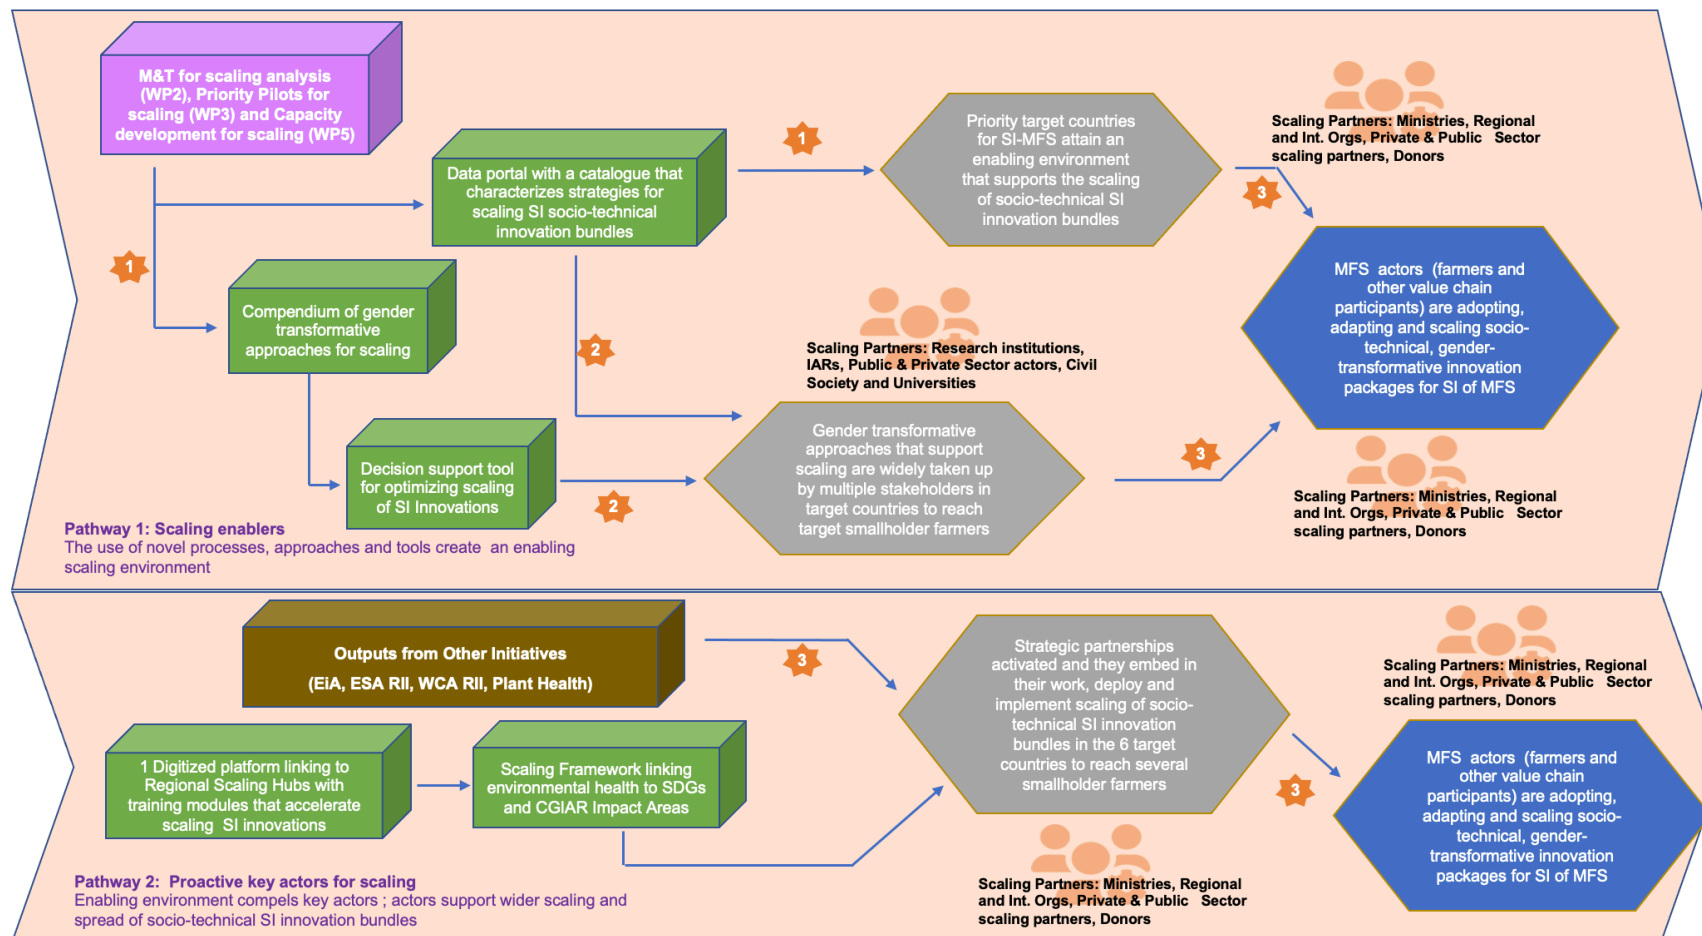 M&T for scaling analysis
(WP2), Priority Pilots for
scaling (WP3) and Capacity
development for scaling (WP5)
1
Data portal with a catalogue that
characterizes strategies for
scaling SI socio-technical
innovation bundles
1
Priority target countries
for SI-MFS attain an
enabling environment
that supports the scaling
of socio-technical SI
innovation bundles
Scaling Partners: Ministries, Regional
and Int. Orgs, Private & Public Sector
scaling partners, Donors
3
Compendium of gender
transformative
approaches for scaling
2
Scaling Partners: Research institutions,
IARs, Public & Private Sector actors, Civil
Society and Universities
MFS actors (farmers and
other value chain
participants) are adopting,
adapting and scaling socio-
technical, gender-
transformative innovation
packages for SI of MFS
Decision support tool
for optimizing scaling
of SI Innovations
2
Gender transformative
approaches that support
scaling are widely taken up
by multiple stakeholders in
target countries to reach
target smallholder farmers
3
Scaling Partners: Ministries, Regional
and Int. Orgs, Private & Public Sector
scaling partners, Donors
Pathway 1: Scaling enablers
The use of novel processes, approaches and tools create an enabling
scaling environment
Outputs from Other Initiatives
(EiA, ESA RII, WCA RII, Plant Health)
3
1 Digitized platform linking to
Regional Scaling Hubs with
training modules that accelerate
scaling SI innovations
Scaling Framework linking
environmental health to SDGs
and CGIAR Impact Areas
Strategic partnerships
activated and they embed in
their work, deploy and
implement scaling of socio-
technical SI innovation
bundles in the 6 target
countries to reach several
smallholder farmers
3
Scaling Partners: Ministries, Regional
and Int. Orgs, Private & Public Sector
scaling partners, Donors
MFS actors (farmers and
other value chain
participants) are adopting,
adapting and scaling socio-
technical, gender-
transformative innovation
packages for SI of MFS
Scaling Partners: Ministries, Regional
and Int. Orgs, Private & Public Sector
scaling partners, Donors
Pathway 2: Proactive key actors for scaling
Enabling environment compels key actors ; actors support wider scaling and
spread of socio-technical SI innovation bundles